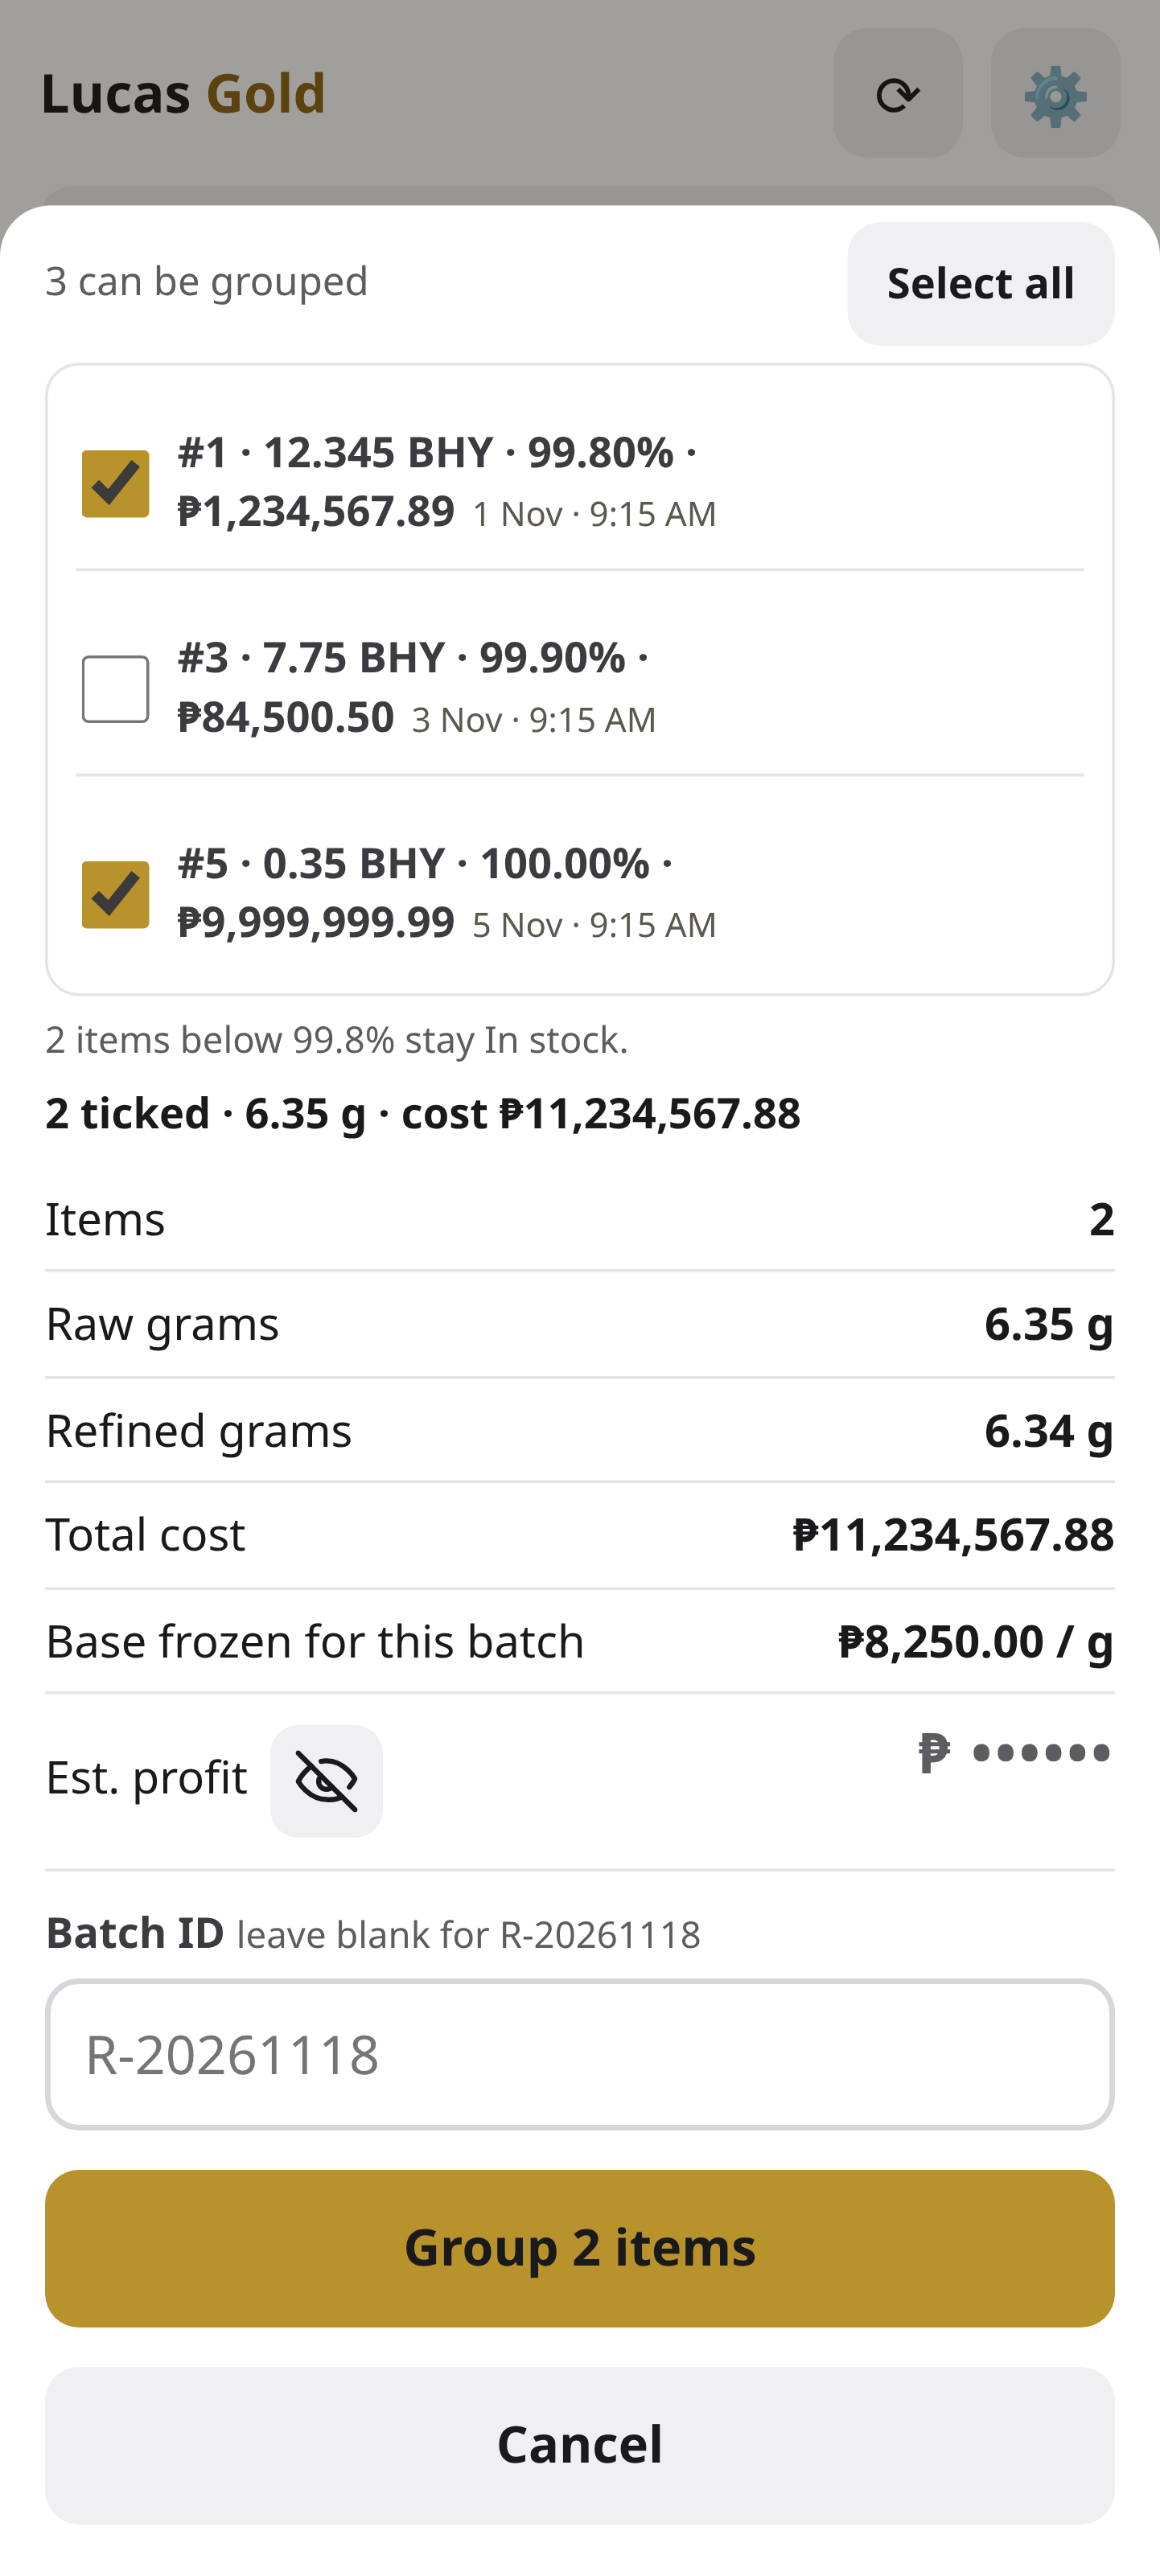 Lucas Gold
3 can be grouped
Select all
#1 · 12.345 BHY · 99.80% ·
₱1,234,567.89 1 Nov · 9:15 AM
#3 · 7.75 BHY · 99.90% ·
₱84,500.50 3 Nov · 9:15 AM
#5 · 0.35 BHY · 100.00% ·
₱9,999,999.99 5 Nov · 9:15 AM
2 items below 99.8% stay In stock.
2 ticked · 6.35 g · cost ₱11,234,567.88
Items 2
Raw grams 6.35 g
Refined grams 6.34 g
Total cost ₱11,234,567.88
Base frozen for this batch ₱8,250.00 / g
Est. profit ₱ ••••••
Batch ID leave blank for R-20261118
R-20261118
Group 2 items
Cancel